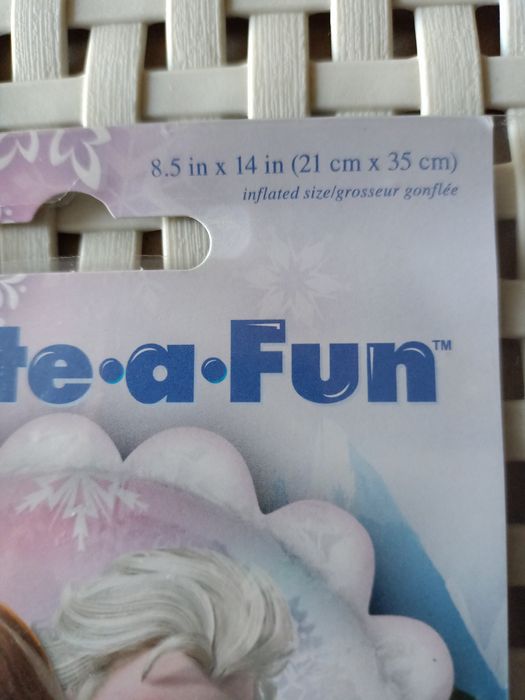 8.5 in x 14 in (21 cm x 35 cm)
inflated size/grosseur gonflée
te•a•Fun™